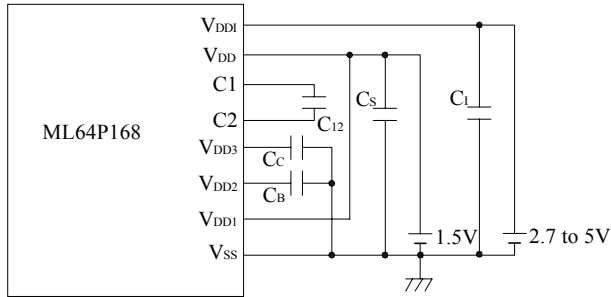 VDDI
VDD
C1
CS
CI
C2
C12
ML64P168
VDD3
CC
VDD2
CB
VDD1
1.5V
2.7 to 5V
VSS